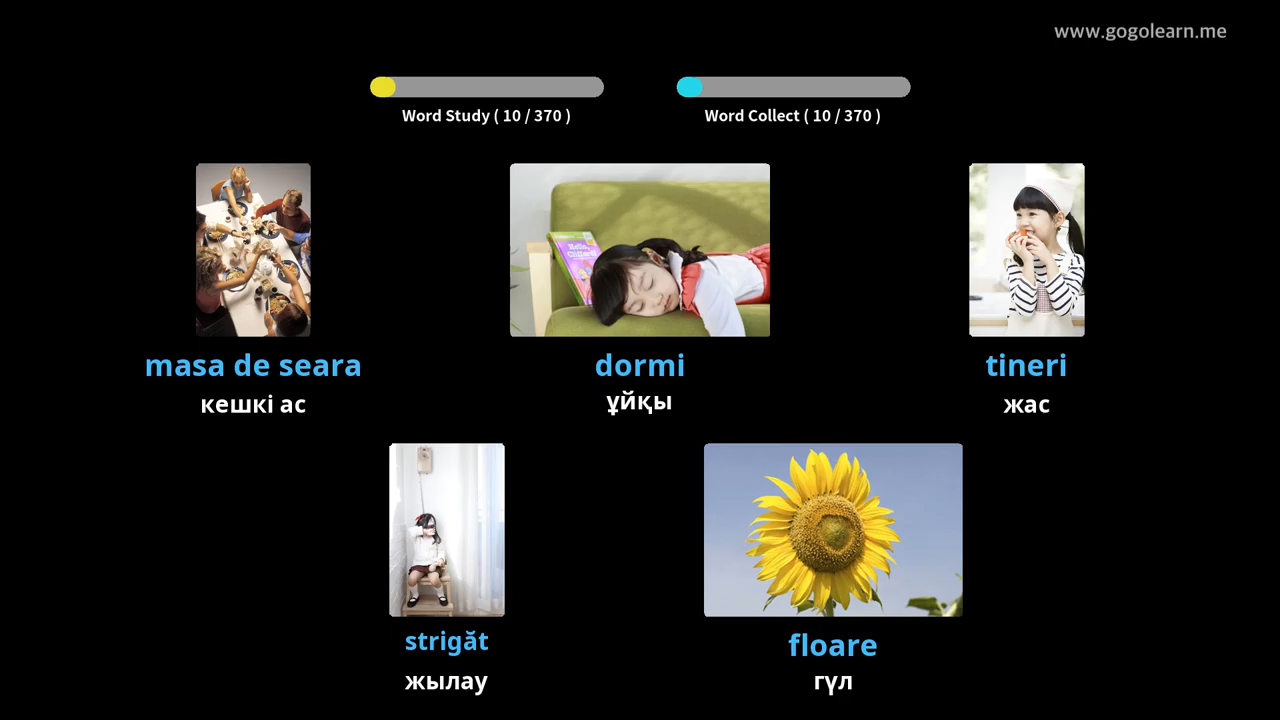 www.gogolearn.me
Word Study ( 10 / 370 )
Word Collect ( 10 / 370 )
Hello,
masa de seara
кешкі ас
dormi
ұйқы
tineri
жас
strigăt
жылау
floare
гүл